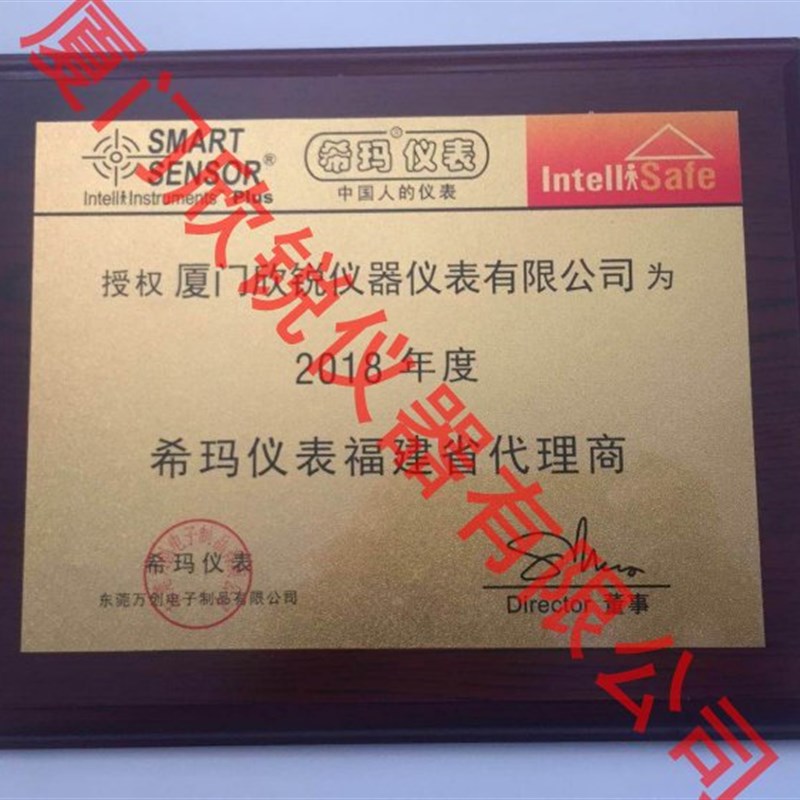 SMART
SENSOR®
Intelli Instruments Plus
希玛®仪表
中国人的仪表
IntelliSafe
授权 厦门欣锐仪器仪表有限公司 为
2018 年度
希玛仪表福建省代理商
希玛仪表
东莞万创电子制品有限公司
Director 董事
厦门欣锐仪器有限公司